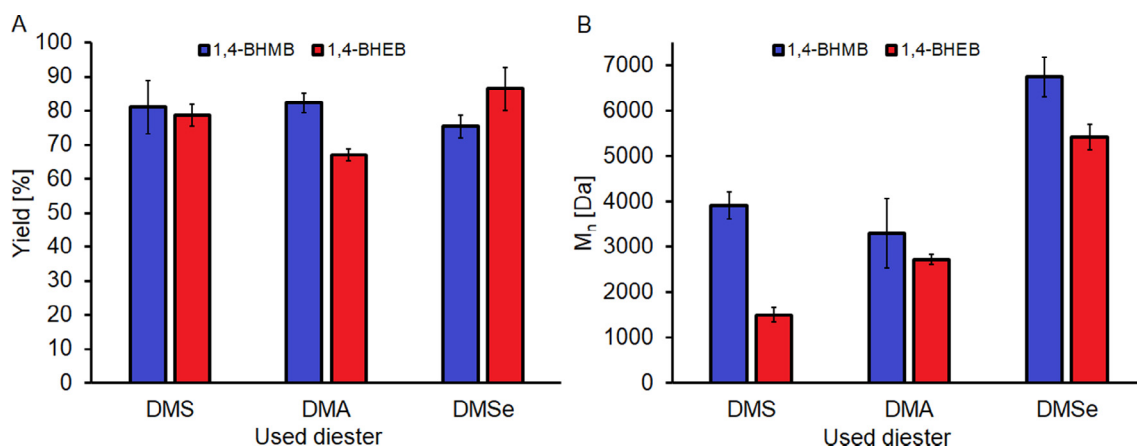 A
1,4-BHMB 1,4-BHEB
Yield [%]
100
90
80
70
60
50
40
30
20
10
0
DMS DMA DMSe
Used diester
B
1,4-BHMB 1,4-BHEB
Mn [Da]
7000
6000
5000
4000
3000
2000
1000
0
DMS DMA DMSe
Used diester